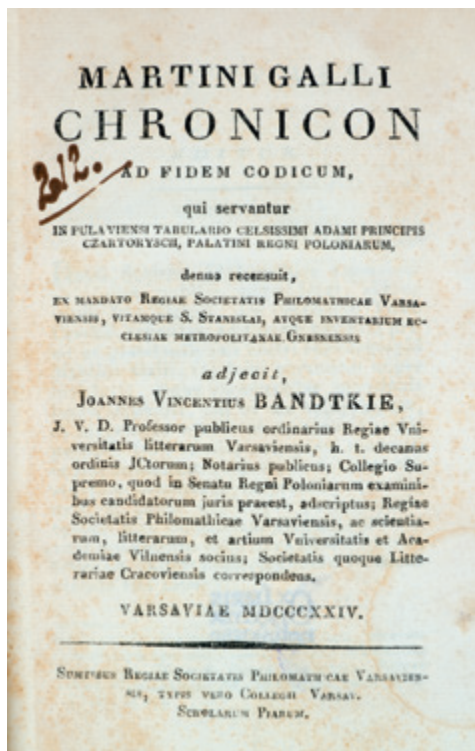 MARTINI GALLI
CHRONICON
212.
AD FIDEM CODICUM,
qui servantur
IN PULAVIENSI TABULARIO CELSISSIMI ADAMI PRINCIPIS
CZARTORYSCII, PALATINI REGNI POLONIARUM,
denuo recensuit,
EX MANDATO REGIAE SOCIETATIS PHILOMATHICAE VARSA-
VIENSIS, VITAMQUE S. STANISLAI, ATQUE INVENTARIUM EC-
CLESIAE METROPOLITANAE GNESNENSIS
adjecit,
JOANNES VINCENTIUS BANDTKIE,
J. V. D. Professor publicus ordinarius Regiae Vni-
versitatis litterarum Varsaviensis, h. t. decanus
ordinis JCtorum; Notarius publicus; Collegio Su-
premo, quod in Senatu Regni Poloniarum examini-
bus candidatorum juris praeest, adscriptus; Regiae
Societatis Philomathicae Varsaviensis, ac scientia-
rum, litterarum, et artium Vniversitatis et Aca-
demiae Vilnensis socius; Societatis quoque Litte-
rariae Cracoviensis correspondens.
VARSAVIAE MDCCCXXIV.
SUMTIBUS REGIAE SOCIETATIS PHILOMATHICAE VARSAVIEN-
SIS, TYPIS VERO COLLEGII VARSAV.
SCHOLARUM PIARUM.